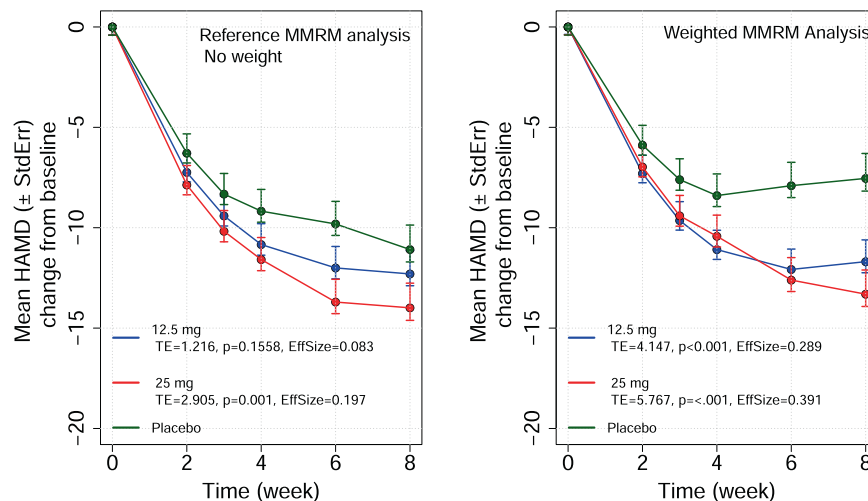 Reference MMRM analysis
No weight
0
−5
−10
−15
−20
Mean HAMD (± StdErr)
change from baseline
12.5 mg
TE=1.216, p=0.1558, EffSize=0.083
25 mg
TE=2.905, p=0.001, EffSize=0.197
Placebo
0 2 4 6 8
Time (week)
Weighted MMRM Analysis
0
−5
−10
−15
−20
Mean HAMD (± StdErr)
change from baseline
12.5 mg
TE=4.147, p<0.001, EffSize=0.289
25 mg
TE=5.767, p=<.001, EffSize=0.391
Placebo
0 2 4 6 8
Time (week)